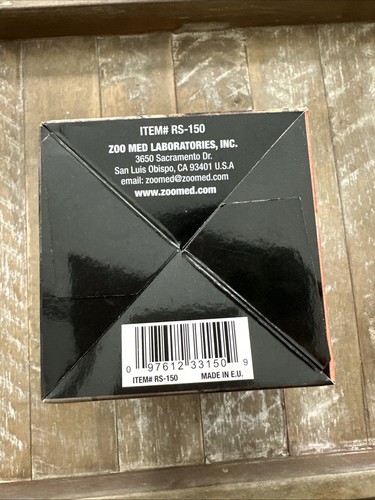 ITEM# RS-150
ZOO MED LABORATORIES, INC.
3650 Sacramento Dr.
San Luis Obispo, CA 93401 U.S.A
email: zoomed@zoomed.com
www.zoomed.com
0 97612 33150 9
ITEM# RS-150 MADE IN E.U.